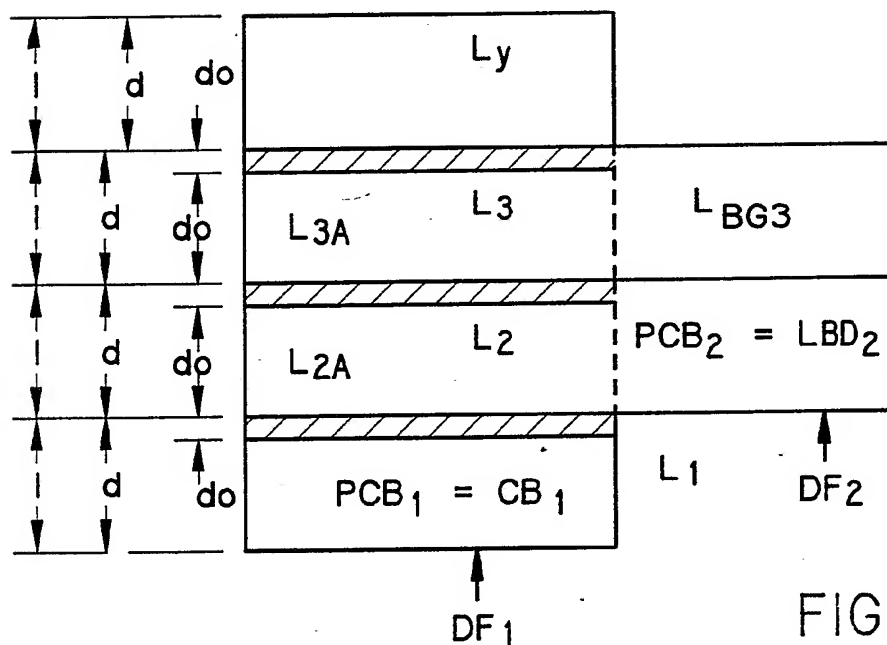 Ly
do
d
L3A
L3
LBG3
d
do
L2A
L2
PCB2 = LBD2
d
do
PCB1 = CB1
L1
DF2
d
do
DF1
FIG